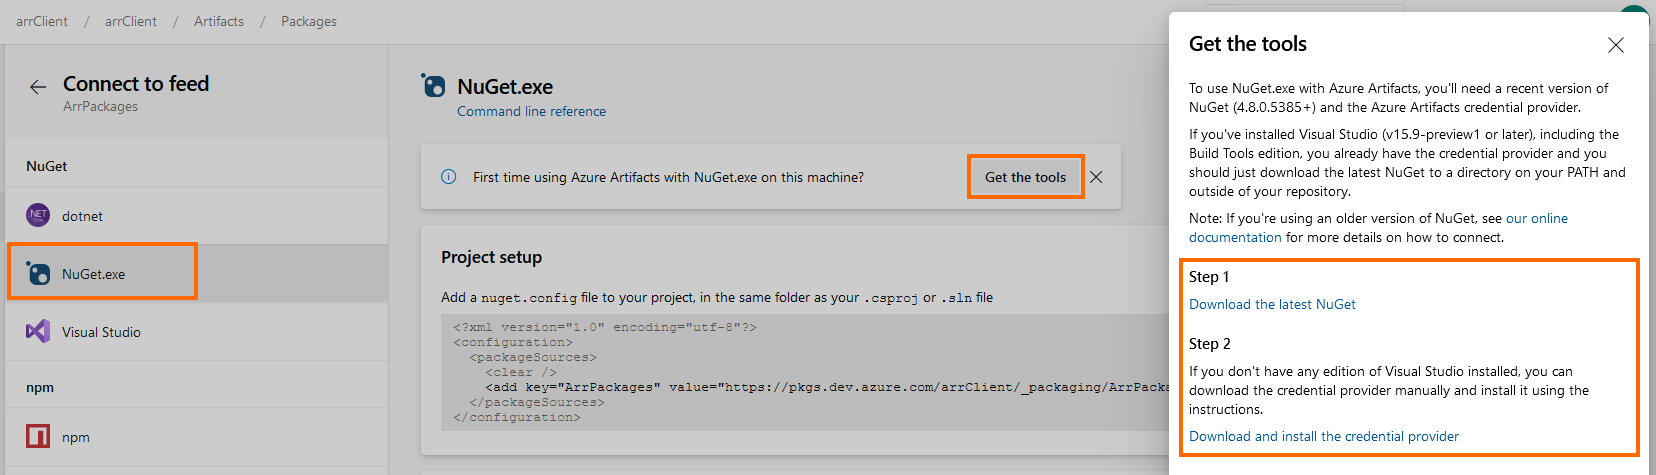 arrClient / arrClient / Artifacts / Packages
Connect to feed
ArrPackages
NuGet
.NET
dotnet
NuGet.exe
Visual Studio
npm
npm
NuGet.exe
Command line reference
First time using Azure Artifacts with NuGet.exe on this machine?
Get the tools
Project setup
Add a nuget.config file to your project, in the same folder as your .csproj or .sln file
<?xml version="1.0" encoding="utf-8"?>
<configuration>
<packageSources>
<clear />
<add key="ArrPackages" value="https://pkgs.dev.azure.com/arrClient/_packaging/ArrPacka
</packageSources>
</configuration>
Get the tools
To use NuGet.exe with Azure Artifacts, you'll need a recent version of
NuGet (4.8.0.5385+) and the Azure Artifacts credential provider.
If you've installed Visual Studio (v15.9-preview1 or later), including the
Build Tools edition, you already have the credential provider and you
should just download the latest NuGet to a directory on your PATH and
outside of your repository.
Note: If you're using an older version of NuGet, see our online
documentation for more details on how to connect.
Step 1
Download the latest NuGet
Step 2
If you don't have any edition of Visual Studio installed, you can
download the credential provider manually and install it using the
instructions.
Download and install the credential provider